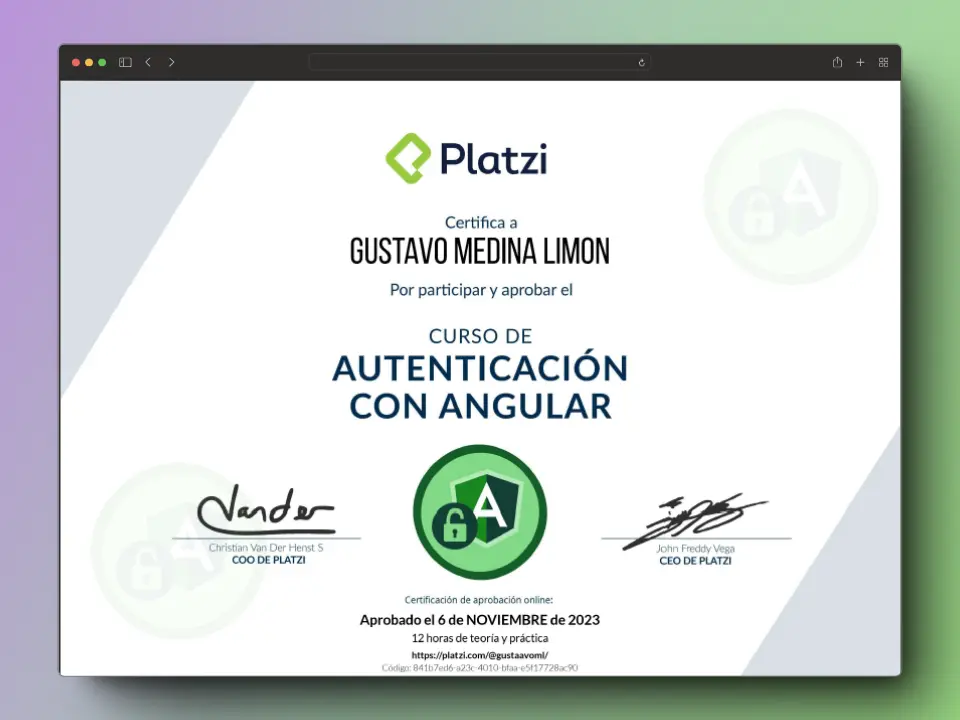 Platzi
Certifica a
GUSTAVO MEDINA LIMON
Por participar y aprobar el
CURSO DE
AUTENTICACIÓN
CON ANGULAR
Vander
A
Christian Van Der Henst S
COO DE PLATZI
John Freddy Vega
CEO DE PLATZI
Certificación de aprobación online:
Aprobado el 6 de NOVIEMBRE de 2023
12 horas de teoría y práctica
https://platzi.com/@gustaavoml/
Código: 841b7ed6-a23c-4010-bfaa-e5f17728ac90